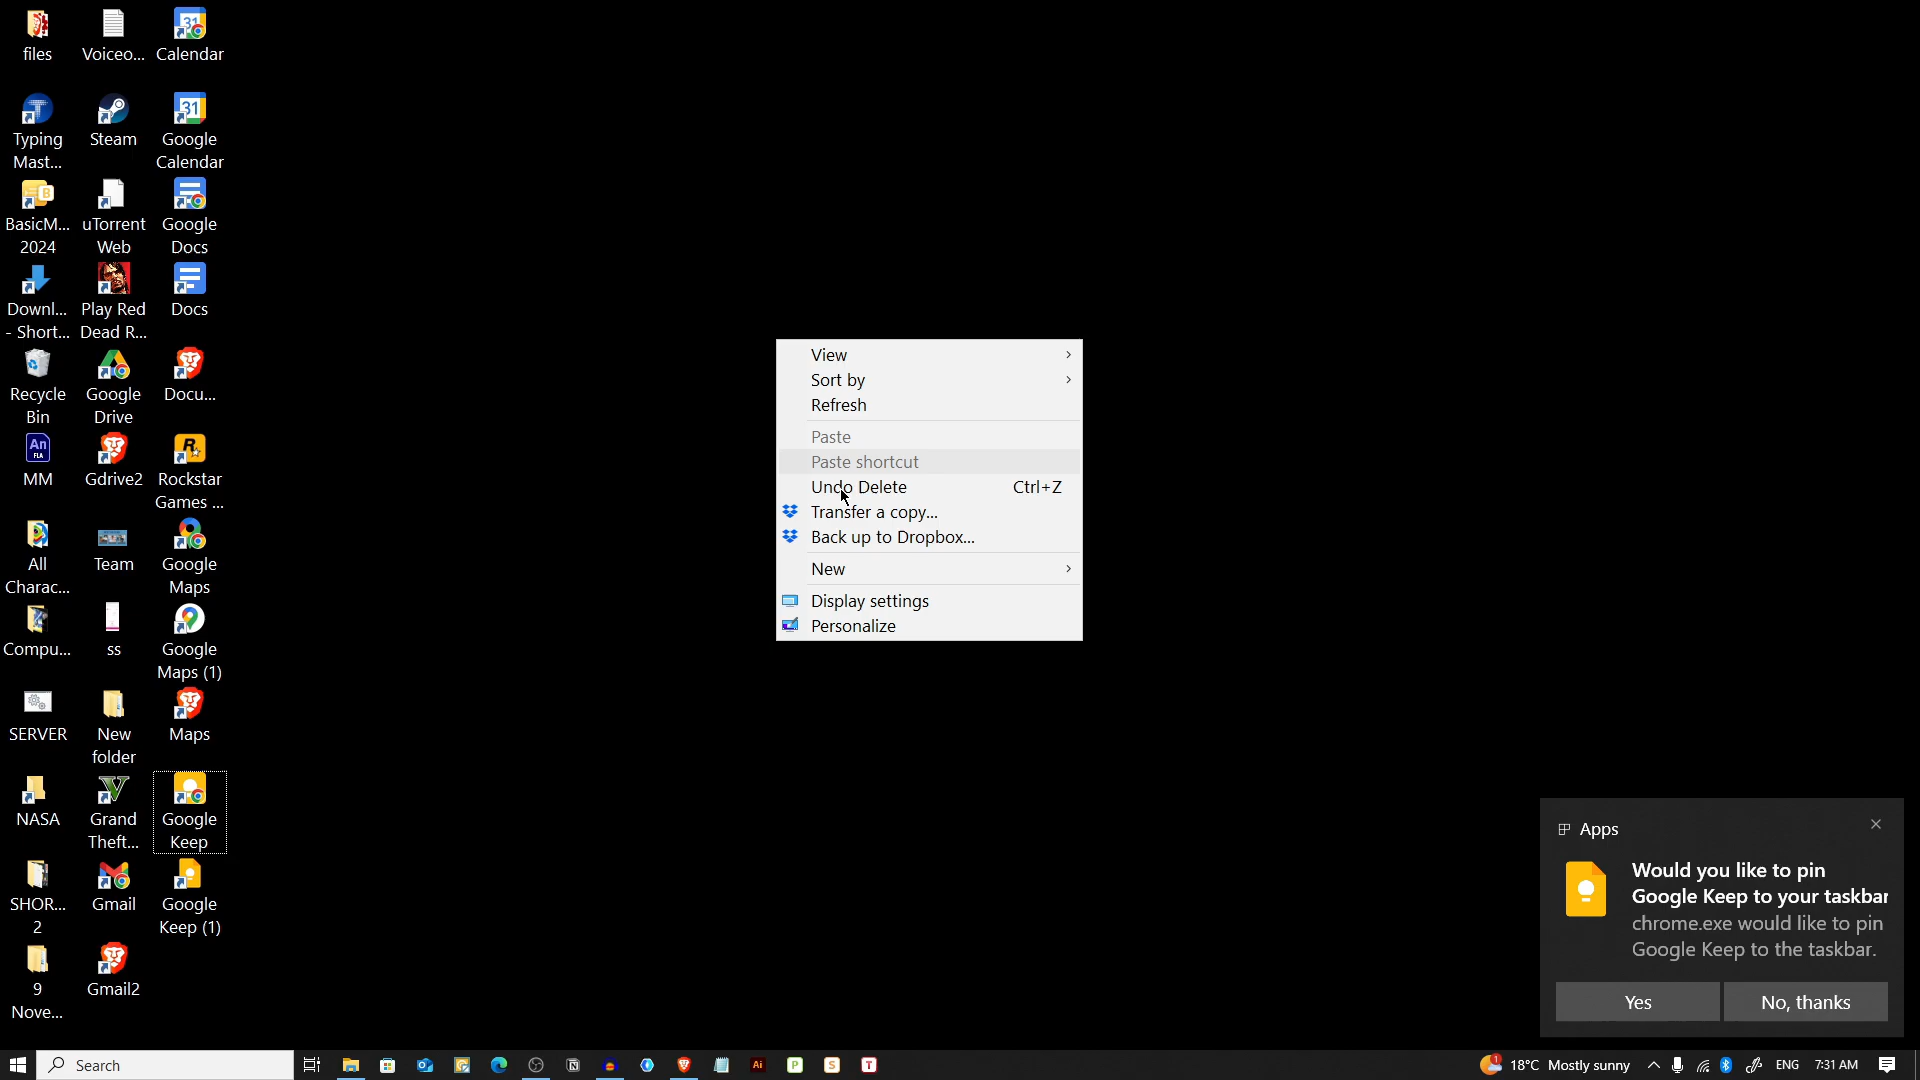 files
Voiceo...
Calendar
Typing
Mast...
Steam
Google
Calendar
BasicM...
2024
uTorrent
Web
Google
Docs
Downl...
- Short...
Play Red
Dead R...
Docs
Recycle
Bin
Google
Drive
Docu...
MM
Gdrive2
Rockstar
Games ...
All
Charac...
Team
Google
Maps
Compu...
ss
Google
Maps (1)
SERVER
New
folder
Maps
NASA
Grand
Theft...
Google
Keep
SHOR...
2
Gmail
Google
Keep (1)
9
Nove...
Gmail2
View
Sort by
Refresh
Paste
Paste shortcut
Undo Delete Ctrl+Z
Transfer a copy...
Back up to Dropbox...
New
Display settings
Personalize
Apps
Would you like to pin
Google Keep to your taskbar
chrome.exe would like to pin
Google Keep to the taskbar.
Yes No, thanks
Search
18°C Mostly sunny ENG 7:31 AM